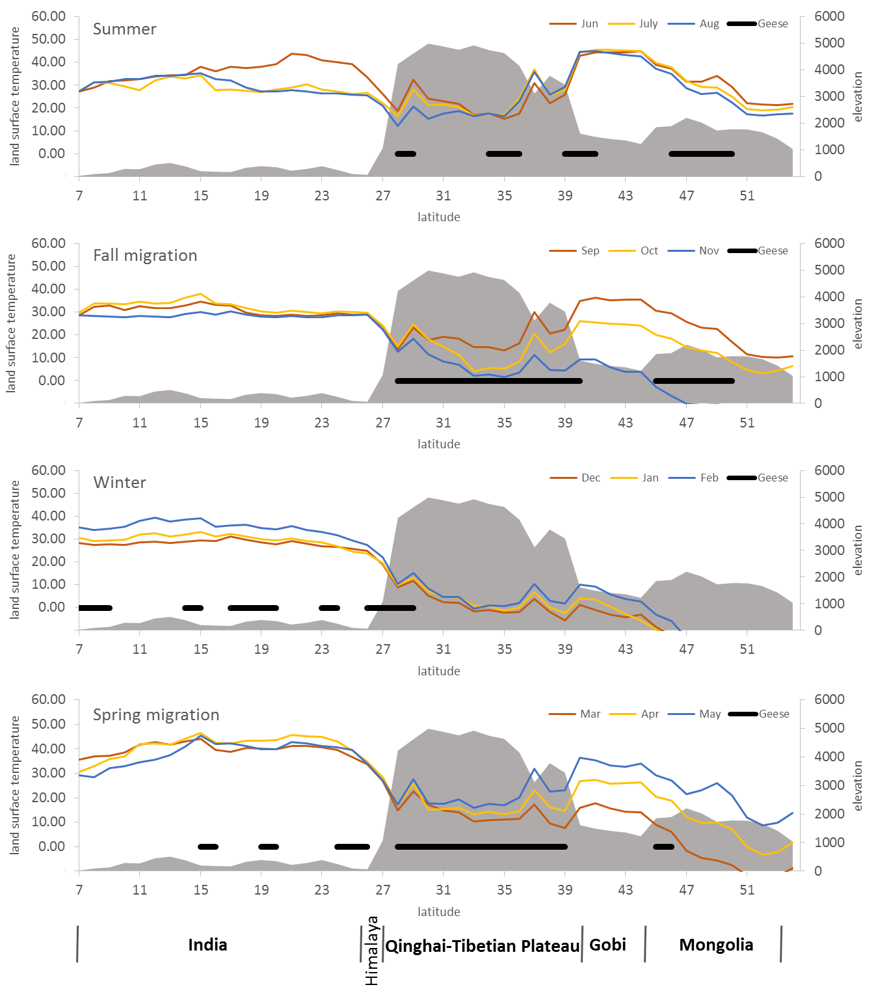 Summer
Jun July Aug Geese
land surface temperature
60.00
50.00
40.00
30.00
20.00
10.00
0.00
6000
5000
4000
3000
2000
1000
0
elevation
7 11 15 19 23 27 31 35 39 43 47 51
latitude
Fall migration
Sep Oct Nov Geese
land surface temperature
60.00
50.00
40.00
30.00
20.00
10.00
0.00
6000
5000
4000
3000
2000
1000
0
elevation
7 11 15 19 23 27 31 35 39 43 47 51
latitude
Winter
Dec Jan Feb Geese
land surface temperature
60.00
50.00
40.00
30.00
20.00
10.00
0.00
6000
5000
4000
3000
2000
1000
0
elevation
7 11 15 19 23 27 31 35 39 43 47 51
latitude
Spring migration
Mar Apr May Geese
land surface temperature
60.00
50.00
40.00
30.00
20.00
10.00
0.00
6000
5000
4000
3000
2000
1000
0
elevation
7 11 15 19 23 27 31 35 39 43 47 51
latitude
India
Himalaya
Qinghai-Tibetian Plateau
Gobi
Mongolia